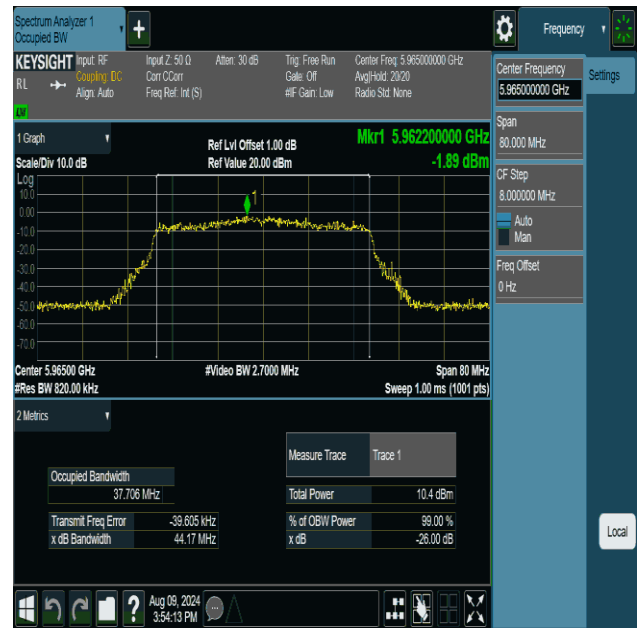 Spectrum Analyzer 1
Occupied BW
+
Frequency
KEYSIGHT
RL
Input: RF
Coupling: DC
Align: Auto
Input Z: 50 Ω
Corr CCorr
Freq Ref: Int (S)
Atten: 30 dB
Trig: Free Run
Gate: Off
#IF Gain: Low
Center Freq: 5.965000000 GHz
Avg|Hold: 20/20
Radio Std: None
Center Frequency
5.965000000 GHz
Settings
Span
80.000 MHz
CF Step
8.000000 MHz
Auto
Man
Freq Offset
0 Hz
Local
1 Graph
Scale/Div 10.0 dB
Ref Lvl Offset 1.00 dB
Ref Value 20.00 dBm
Mkr1 5.962200000 GHz
-1.89 dBm
Log
10.0
0.00
-10.0
-20.0
-30.0
-40.0
-50.0
-60.0
-70.0
1
Center 5.96500 GHz
#Res BW 820.00 kHz
#Video BW 2.7000 MHz
Span 80 MHz
Sweep 1.00 ms (1001 pts)
2 Metrics
Measure Trace Trace 1
Occupied Bandwidth
37.706 MHz
Total Power 10.4 dBm
Transmit Freq Error -39.605 kHz
% of OBW Power 99.00 %
x dB Bandwidth 44.17 MHz
x dB -26.00 dB
?
Aug 09, 2024
3:54:13 PM